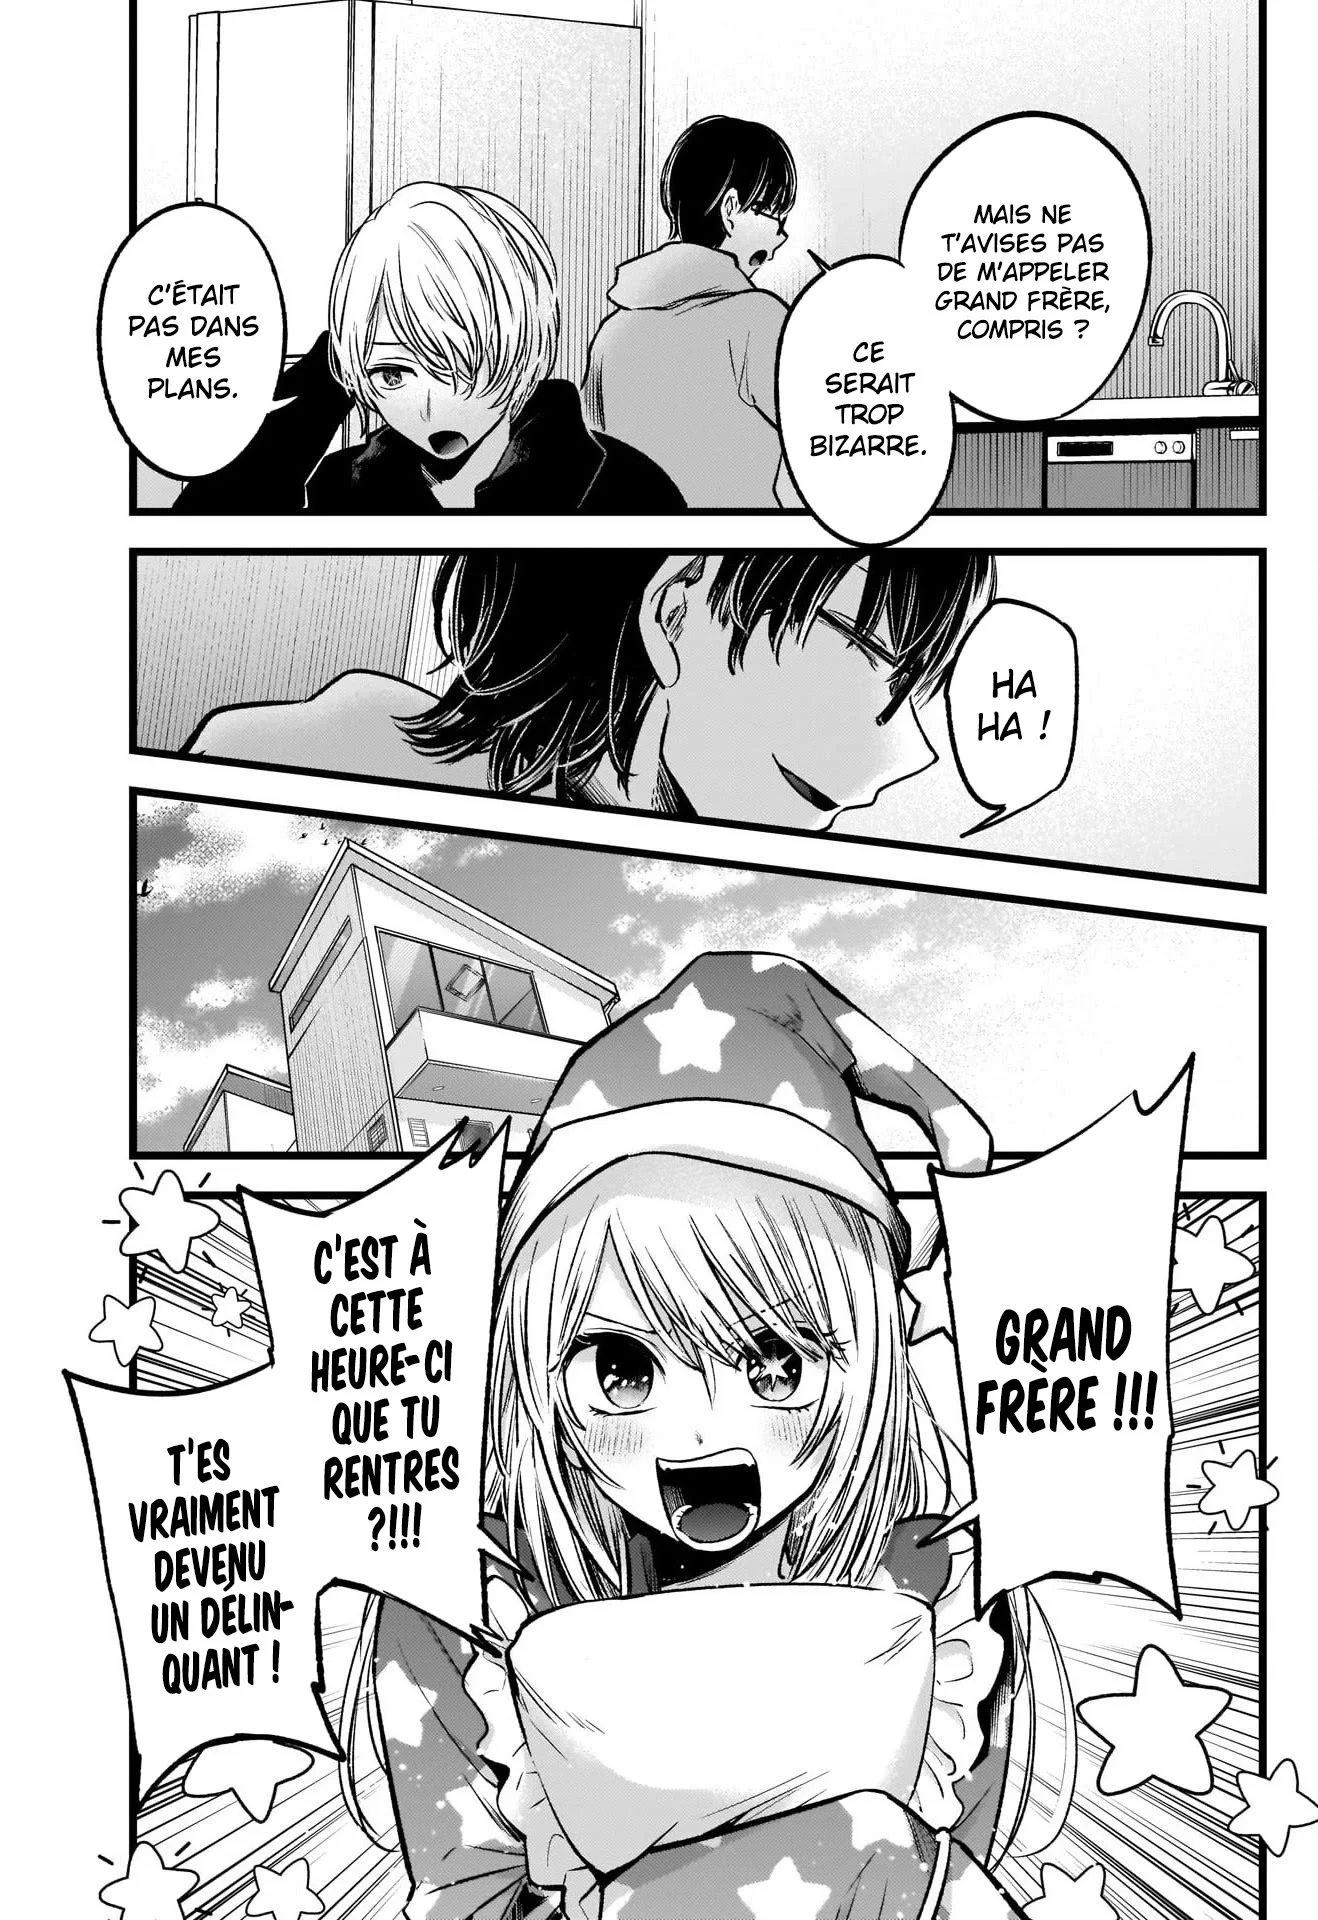 MAIS NE
T'AVISES PAS
DE M'APPELER
GRAND FRÈRE,
COMPRIS ?
CE
SERAIT
TROP
BIZARRE.
C'ÉTAIT
PAS DANS
MES
PLANS.
HA
HA !
GRAND
FRÈRE !!!
C'EST À
CETTE
HEURE-CI
QUE TU
RENTRES
?!!!
T'ES
VRAIMENT
DEVENU
UN DÉLIN-
QUANT !